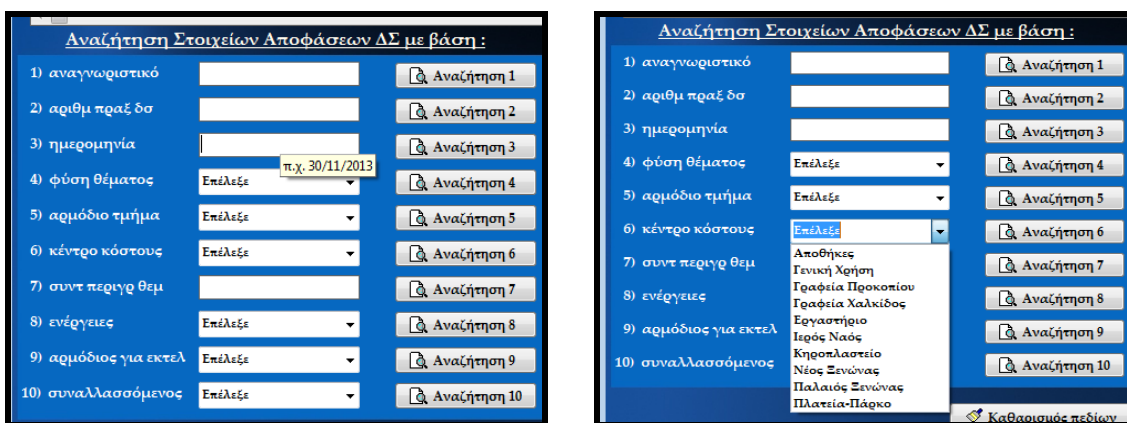 Αναζήτηση Στοιχείων Αποφάσεων ΔΣ με βάση :
1) αναγνωριστικό Αναζήτηση 1
2) αριθμ πραξ δσ Αναζήτηση 2
3) ημερομηνία Αναζήτηση 3
π.χ. 30/11/2013
4) φύση θέματος Επέλεξε Αναζήτηση 4
5) αρμόδιο τμήμα Επέλεξε Αναζήτηση 5
6) κέντρο κόστους Επέλεξε Αναζήτηση 6
7) συντ περιγρ θεμ Αναζήτηση 7
8) ενέργειες Επέλεξε Αναζήτηση 8
9) αρμόδιος για εκτελ Επέλεξε Αναζήτηση 9
10) συναλλασσόμενος Επέλεξε Αναζήτηση 10
Αναζήτηση Στοιχείων Αποφάσεων ΔΣ με βάση :
1) αναγνωριστικό Αναζήτηση 1
2) αριθμ πραξ δσ Αναζήτηση 2
3) ημερομηνία Αναζήτηση 3
4) φύση θέματος Επέλεξε Αναζήτηση 4
5) αρμόδιο τμήμα Επέλεξε Αναζήτηση 5
6) κέντρο κόστους Επέλεξε Αναζήτηση 6
7) συντ περιγρ θεμ Αναζήτηση 7
8) ενέργειες Αναζήτηση 8
9) αρμόδιος για εκτελ Αναζήτηση 9
10) συναλλασσόμενος Αναζήτηση 10
Αποθήκες
Γενική Χρήση
Γραφεία Προκοπίου
Γραφεία Χαλκίδος
Εργαστήριο
Ιερός Ναός
Κηροπλαστείο
Νέος Ξενώνας
Παλαιός Ξενώνας
Πλατεία-Πάρκο
Καθαρισμός πεδίων